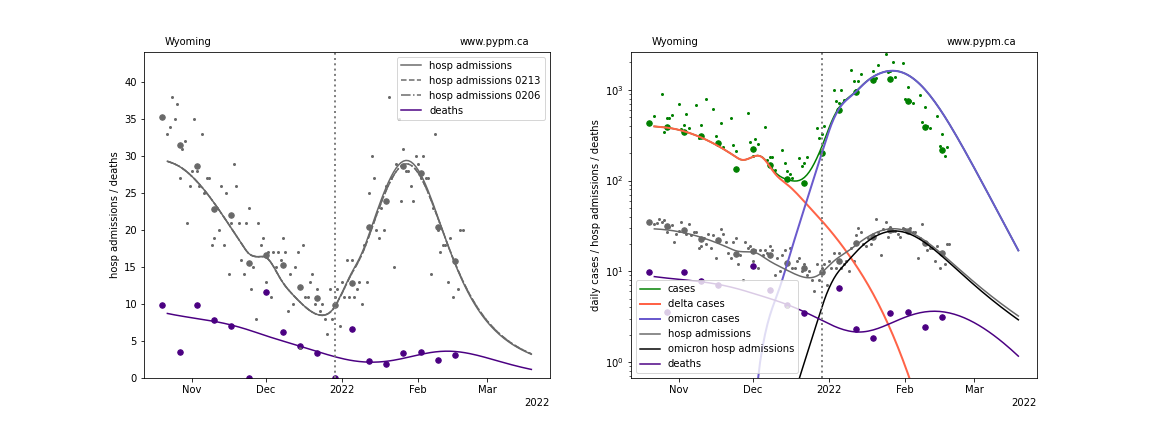 Wyoming
www.pypm.ca
hosp admissions
hosp admissions 0213
hosp admissions 0206
deaths
hosp admissions / deaths
40
35
30
25
20
15
10
5
0
Nov
Dec
2022
Feb
Mar
2022
Wyoming
www.pypm.ca
daily cases / hosp admissions / deaths
10³
10²
10¹
10⁰
cases
delta cases
omicron cases
hosp admissions
omicron hosp admissions
deaths
Nov
Dec
2022
Feb
Mar
2022